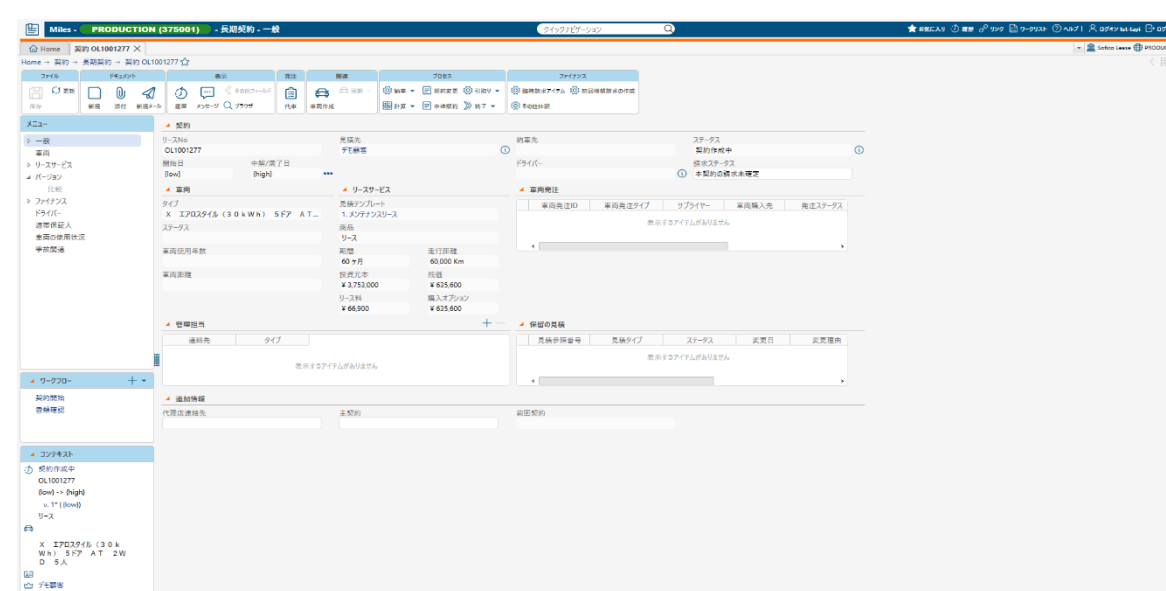 Miles - PRODUCTION (375001) - 長期契約 - 一般
クイックナビゲーション
お気に入り 履歴 リンク ワークリスト ヘルプ
Home 契約 OL1001277
Sofico Lease
Home → 契約 → 長期契約 → 契約 OL1001277
ファイル ドキュメント 表示 発注 関連 プロセス メンテナンス
更新
その他フィールド
納車 契約変更 引取り
臨時請求アイテム 初回機種請求の作成
保存 新規 添付 新規メール 履歴 メッセージ ブラウザ 代車 車両作成
計算 中途解約 終了
その他計算
メニュー
一般
車両
リースサービス
バージョン
比較
ファイナンス
ドライバー
連帯保証人
車両の使用状況
事故関連
契約
リースNo 見積先 納車先 ステータス
OL1001277 デモ顧客 契約作成中
開始日 中解/満了日 ドライバー 請求ステータス
{low} {high} 本契約の請求未確定
車両 リースサービス 車両発注
タイプ 見積テンプレート
X エアロスタイル（30kWh） 5ドア AT... 1. メンテナンスリース
車両発注ID 車両発注タイプ サプライヤー 車両購入先 発注ステータス
表示するアイテムがありません
ステータス 商品
リース
車両使用年数 期間 走行距離
60 ヶ月 60,000 Km
車両距離 投資元本 残価
¥ 3,753,000 ¥ 635,600
リース料 購入オプション
¥ 66,900 ¥ 635,600
管理担当 保留の見積
連絡先 タイプ
見積参照番号 見積タイプ ステータス 変更日 変更理由
表示するアイテムがありません
表示するアイテムがありません
追加情報
代理店連絡先 主契約 前回契約
ワークフロー
契約開始
書類確認
コンテキスト
契約作成中
OL1001277
{low} -> {high}
v. 1* ( {low})
リース
X エアロスタイル（30k
Wh） 5ドア AT 2W
D 5人
デモ顧客